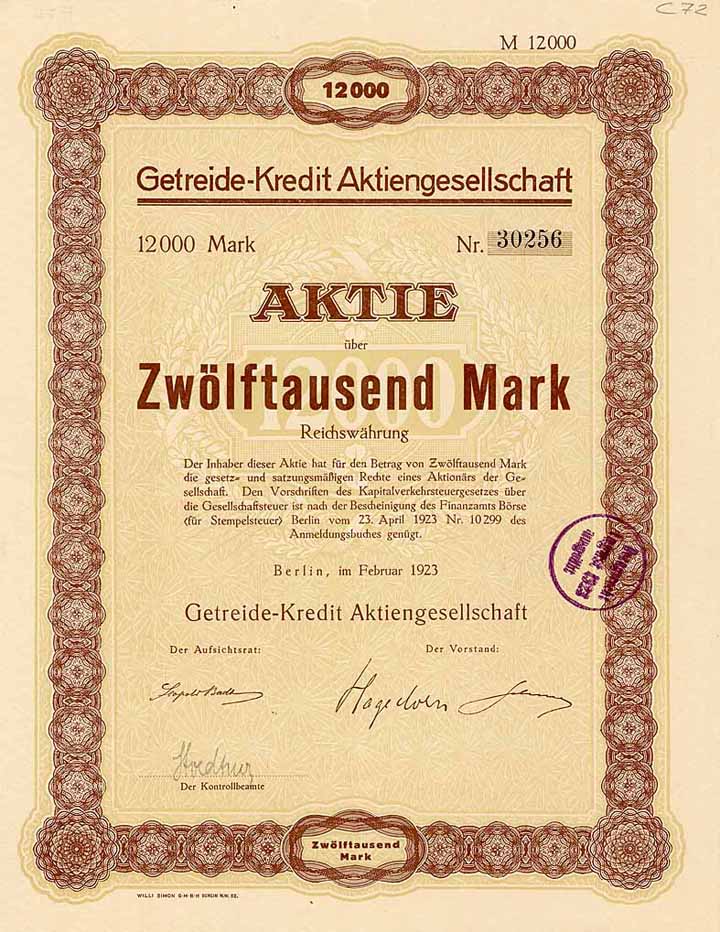 C72
M 12000
12000
Getreide-Kredit Aktiengesellschaft
12000 Mark Nr. 30256
AKTIE
über
12000
Zwölftausend Mark
Reichswährung
Der Inhaber dieser Aktie hat für den Betrag von Zwölftausend Mark
die gesetz- und satzungsmäßigen Rechte eines Aktionärs der Ge-
sellschaft. Den Vorschriften des Kapitalverkehrsteuergesetzes über
die Gesellschaftsteuer ist nach der Bescheinigung des Finanzamts Börse
(für Stempelsteuer) Berlin vom 23. April 1923 Nr. 10299 des
Anmeldungsbuches genügt.
Berlin, im Februar 1923
Getreide-Kredit Aktiengesellschaft
Der Aufsichtsrat: Der Vorstand:
Leopold Hagedorn
Der Kontrollbeamte
Zwölftausend
Mark
WILLI SIMON G·M·B·H BERLIN N.W. 52.